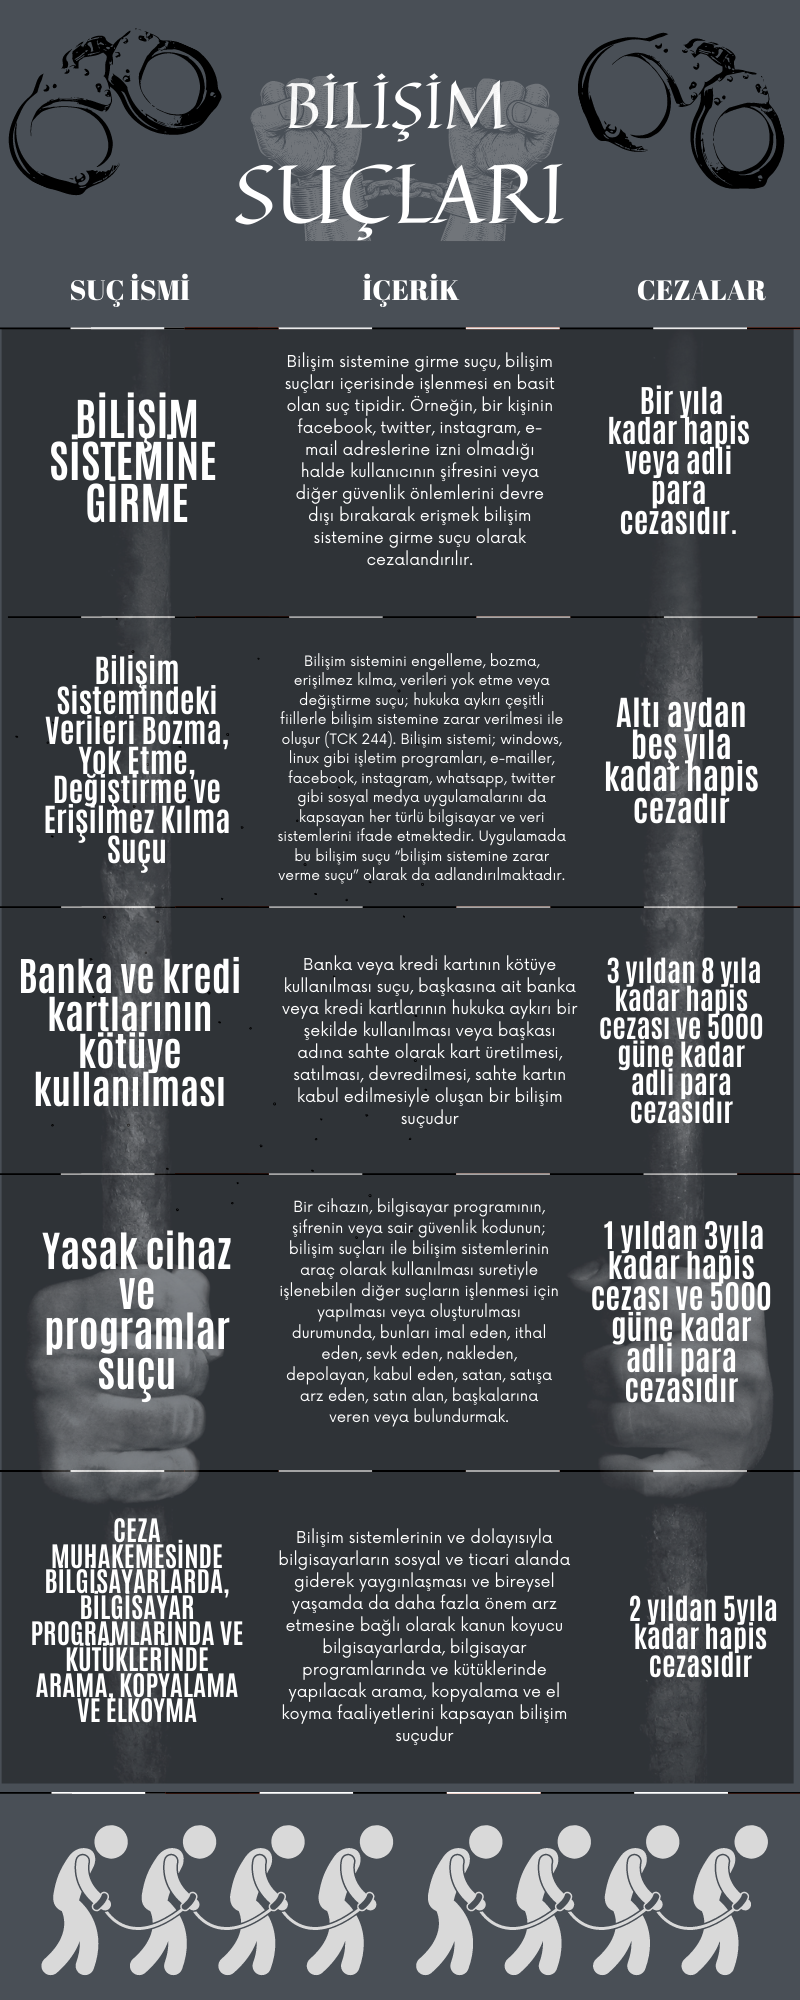 BİLİŞİM
SUÇLARI
SUÇ İSMİ
İÇERİK
CEZALAR
BİLİŞİM
SİSTEMİNE
GİRME
Bilişim sistemine girme suçu, bilişim
suçları içerisinde işlenmesi en basit
olan suç tipidir. Örneğin, bir kişinin
facebook, twitter, instagram, e-
mail adreslerine izni olmadığı
halde kullanıcının şifresini veya
diğer güvenlik önlemlerini devre
dışı bırakarak erişmek bilişim
sistemine girme suçu olarak
cezalandırılır.
Bir yıla
kadar hapis
veya adli
para
cezasıdır.
Bilişim
Sistemindeki
Verileri Bozma,
Yok Etme,
Değiştirme ve
Erişilmez Kılma
Suçu
Bilişim sistemini engelleme, bozma,
erişilmez kılma, verileri yok etme veya
değiştirme suçu; hukuka aykırı çeşitli
fiillerle bilişim sistemine zarar verilmesi ile
oluşur (TCK 244). Bilişim sistemi; windows,
linux gibi işletim programları, e-mailler,
facebook, instagram, whatsapp, twitter
gibi sosyal medya uygulamalarını da
kapsayan her türlü bilgisayar ve veri
sistemlerini ifade etmektedir. Uygulamada
bu bilişim suçu “bilişim sistemine zarar
verme suçu” olarak da adlandırılmaktadır.
Altı aydan
beş yıla
kadar hapis
cezadır
Banka ve kredi
kartlarının
kötüye
kullanılması
Banka veya kredi kartının kötüye
kullanılması suçu, başkasına ait banka
veya kredi kartlarının hukuka aykırı bir
şekilde kullanılması veya başkası
adına sahte olarak kart üretilmesi,
satılması, devredilmesi, sahte kartın
kabul edilmesiyle oluşan bir bilişim
suçudur
3 yıldan 8 yıla
kadar hapis
cezası ve 5000
güne kadar
adli para
cezasıdır
Yasak cihaz
ve
programlar
suçu
Bir cihazın, bilgisayar programının,
şifrenin veya sair güvenlik kodunun;
bilişim suçları ile bilişim sistemlerinin
araç olarak kullanılması suretiyle
işlenebilen diğer suçların işlenmesi için
yapılması veya oluşturulması
durumunda, bunları imal eden, ithal
eden, sevk eden, nakleden,
depolayan, kabul eden, satan, satışa
arz eden, satın alan, başkalarına
veren veya bulundurmak.
1 yıldan 3yıla
kadar hapis
cezası ve 5000
güne kadar
adli para
cezasıdır
CEZA
MUHAKEMESİNDE
BİLGİSAYARLARDA,
BİLGİSAYAR
PROGRAMLARINDA VE
KÜTÜKLERİNDE
ARAMA, KOPYALAMA
VE ELKOYMA
Bilişim sistemlerinin ve dolayısıyla
bilgisayarların sosyal ve ticari alanda
giderek yaygınlaşması ve bireysel
yaşamda da daha fazla önem arz
etmesine bağlı olarak kanun koyucu
bilgisayarlarda, bilgisayar
programlarında ve kütüklerinde
yapılacak arama, kopyalama ve el
koyma faaliyetlerini kapsayan bilişim
suçudur
2 yıldan 5yıla
kadar hapis
cezasıdır